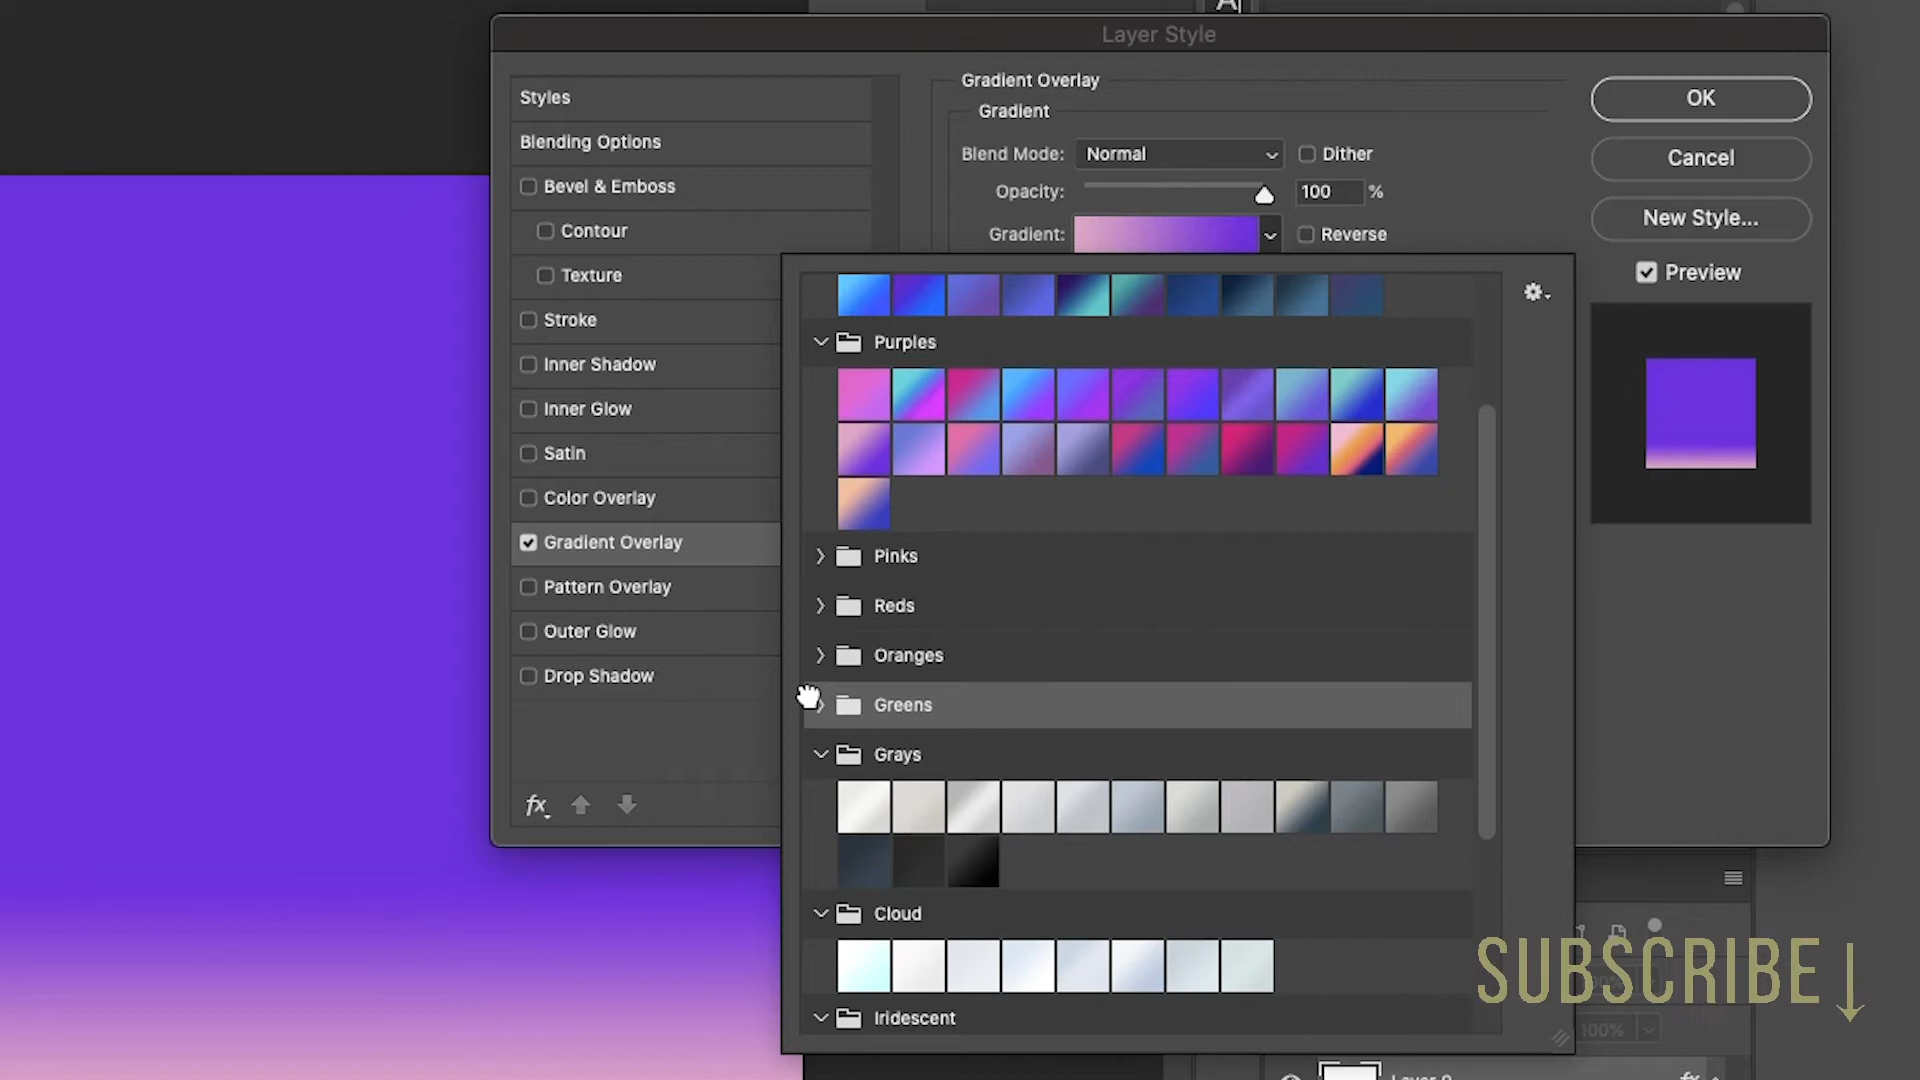 Layer Style
Styles
Blending Options
Bevel & Emboss
Contour
Texture
Stroke
Inner Shadow
Inner Glow
Satin
Color Overlay
Gradient Overlay
Pattern Overlay
Outer Glow
Drop Shadow
fx
Gradient Overlay
Gradient
Blend Mode: Normal Dither
Opacity: 100 %
Gradient: Reverse
Purples
Pinks
Reds
Oranges
Greens
Grays
Cloud
Iridescent
OK
Cancel
New Style...
Preview
SUBSCRIBE
100%